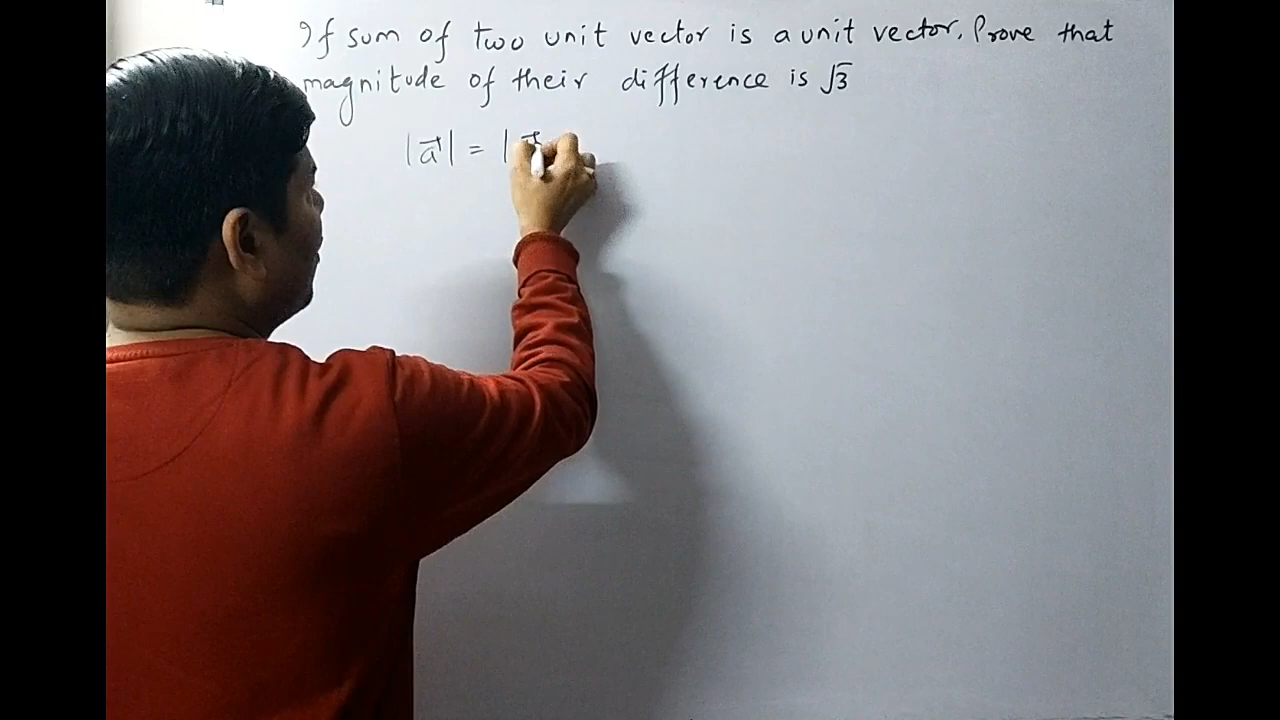 If sum of two unit vector is a unit vector. Prove that
magnitude of their difference is √3
|a⃗| = |